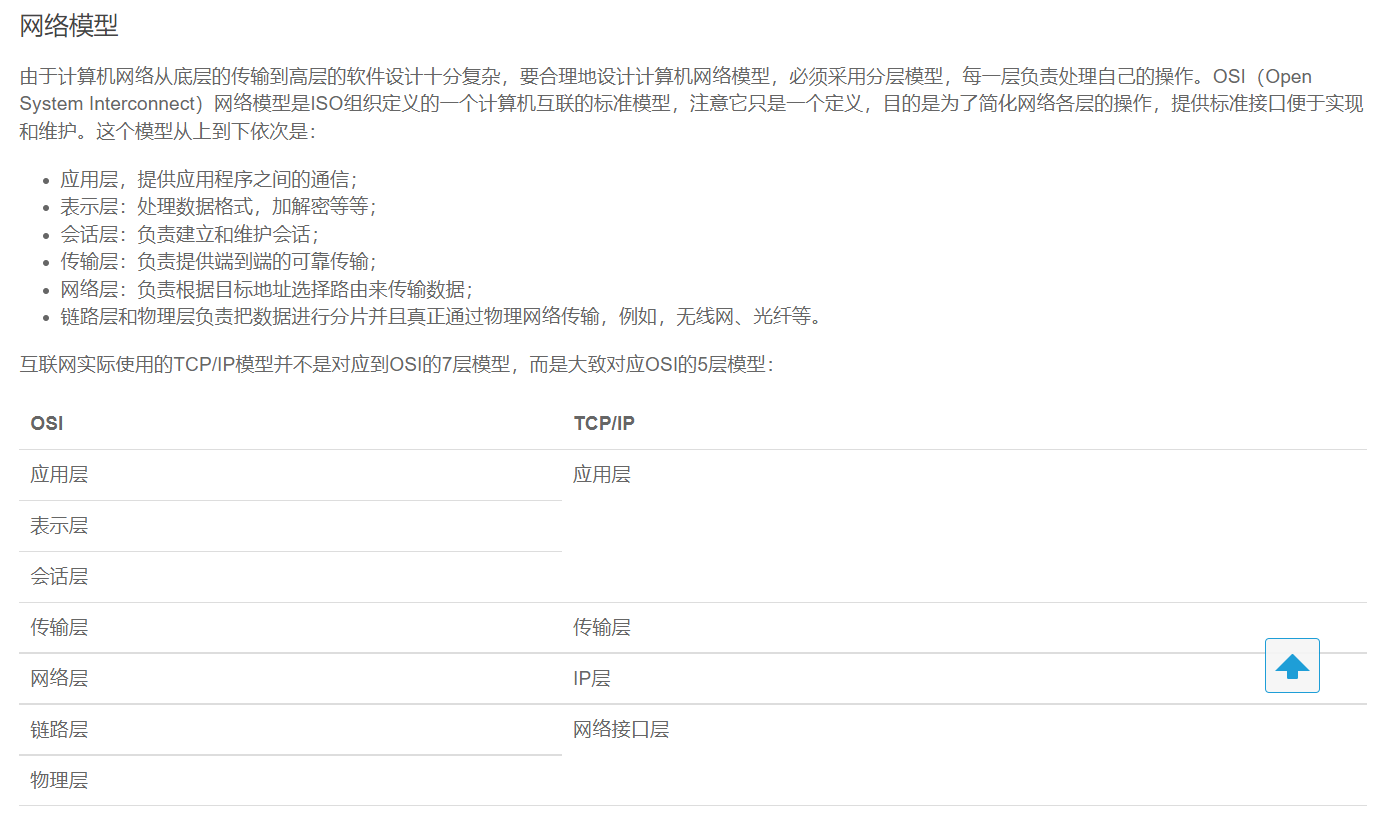 网络模型
由于计算机网络从底层的传输到高层的软件设计十分复杂，要合理地设计计算机网络模型，必须采用分层模型，每一层负责处理自己的操作。OSI（Open
System Interconnect）网络模型是ISO组织定义的一个计算机互联的标准模型，注意它只是一个定义，目的是为了简化网络各层的操作，提供标准接口便于实现
和维护。这个模型从上到下依次是：
• 应用层，提供应用程序之间的通信；
• 表示层：处理数据格式，加解密等等；
• 会话层：负责建立和维护会话；
• 传输层：负责提供端到端的可靠传输；
• 网络层：负责根据目标地址选择路由来传输数据；
• 链路层和物理层负责把数据进行分片并且真正通过物理网络传输，例如，无线网、光纤等。
互联网实际使用的TCP/IP模型并不是对应到OSI的7层模型，而是大致对应OSI的5层模型：
OSI TCP/IP
应用层 应用层
表示层
会话层
传输层 传输层
网络层 IP层
链路层 网络接口层
物理层